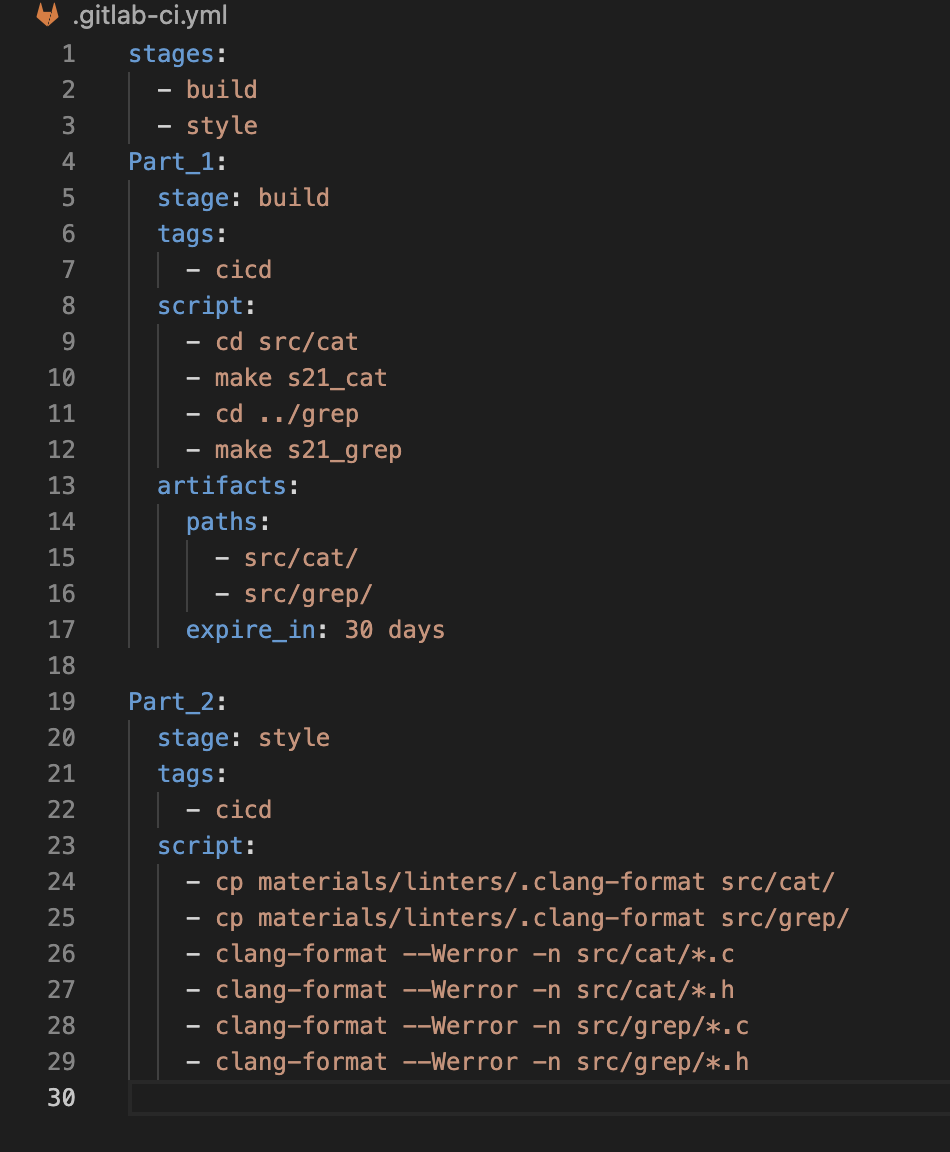 .gitlab-ci.yml
1 stages:
2   - build
3   - style
4 Part_1:
5   stage: build
6   tags:
7     - cicd
8   script:
9     - cd src/cat
10     - make s21_cat
11     - cd ../grep
12     - make s21_grep
13   artifacts:
14     paths:
15       - src/cat/
16       - src/grep/
17     expire_in: 30 days
18
19 Part_2:
20   stage: style
21   tags:
22     - cicd
23   script:
24     - cp materials/linters/.clang-format src/cat/
25     - cp materials/linters/.clang-format src/grep/
26     - clang-format --Werror -n src/cat/*.c
27     - clang-format --Werror -n src/cat/*.h
28     - clang-format --Werror -n src/grep/*.c
29     - clang-format --Werror -n src/grep/*.h
30